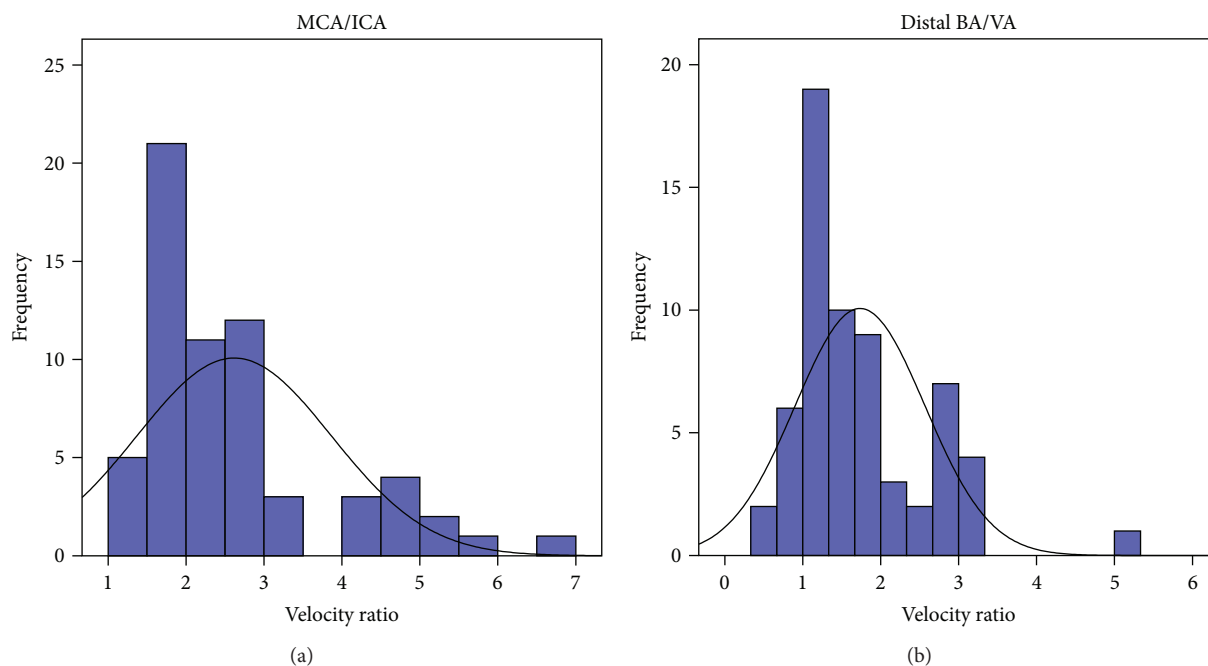 MCA/ICA
25
20
15
10
5
0
Frequency
1 2 3 4 5 6 7
Velocity ratio
(a)
Distal BA/VA
20
15
10
5
0
Frequency
0 1 2 3 4 5 6
Velocity ratio
(b)